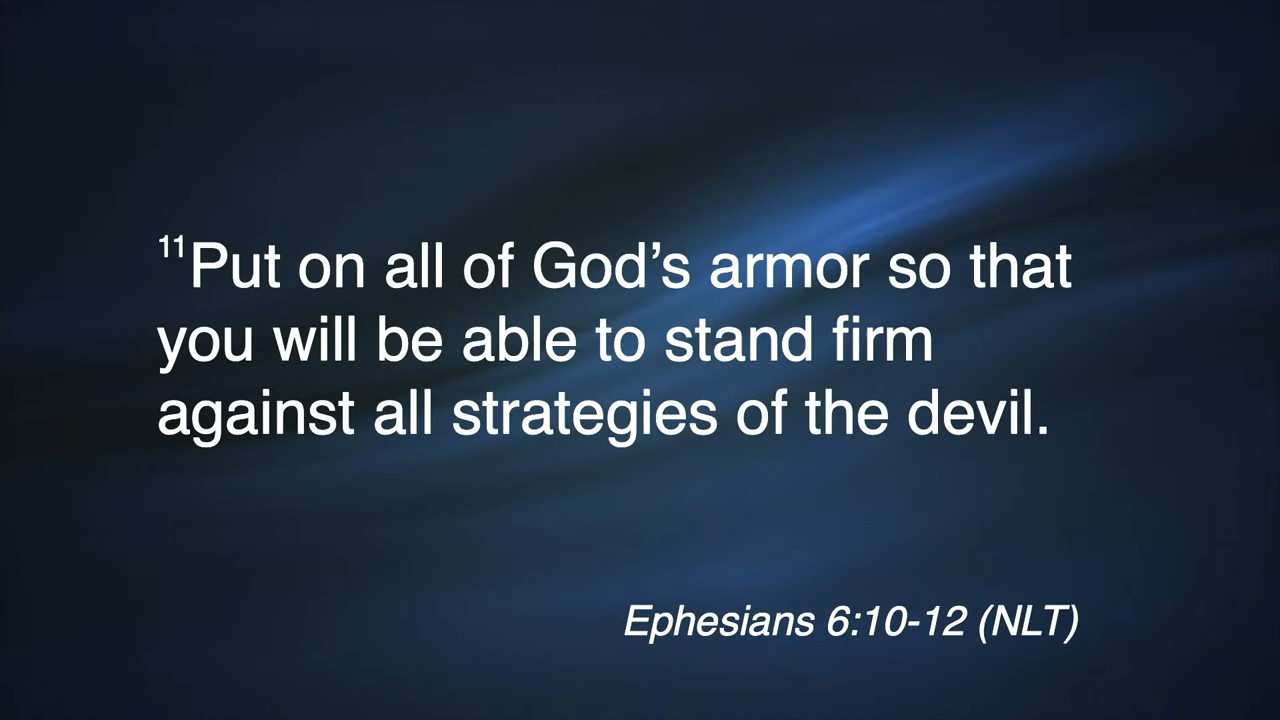 ¹¹Put on all of God’s armor so that
you will be able to stand firm
against all strategies of the devil.
Ephesians 6:10-12 (NLT)